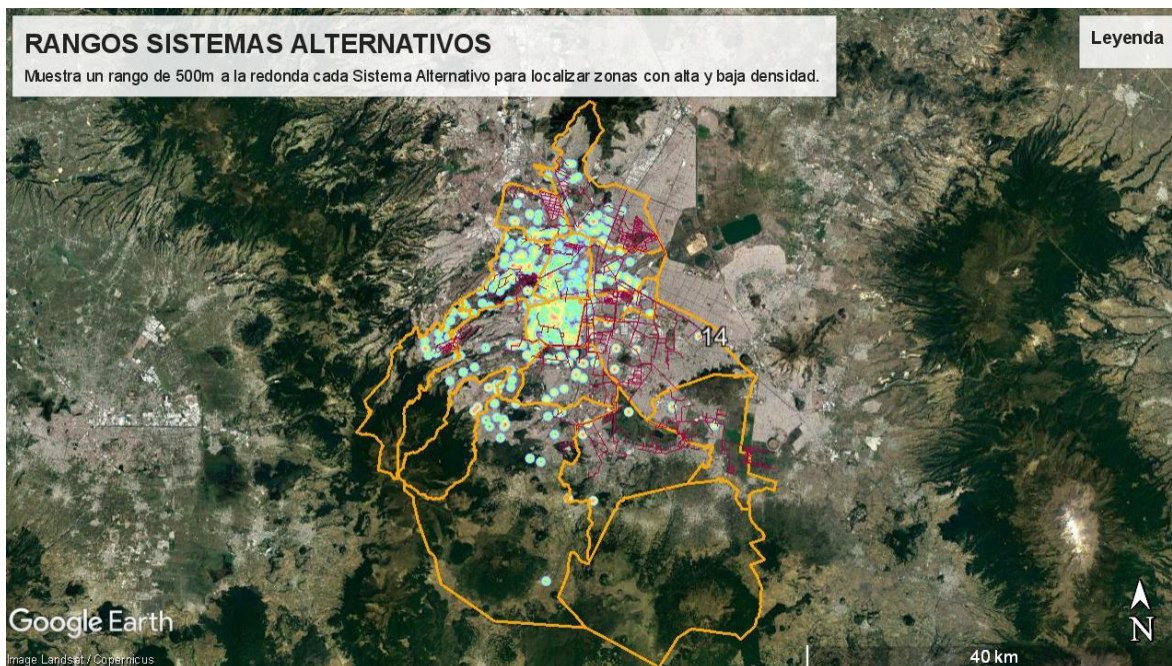 RANGOS SISTEMAS ALTERNATIVOS
Muestra un rango de 500m a la redonda cada Sistema Alternativo para localizar zonas con alta y baja densidad.
Leyenda
14
Google Earth
Image Landsat / Copernicus
N
40 km